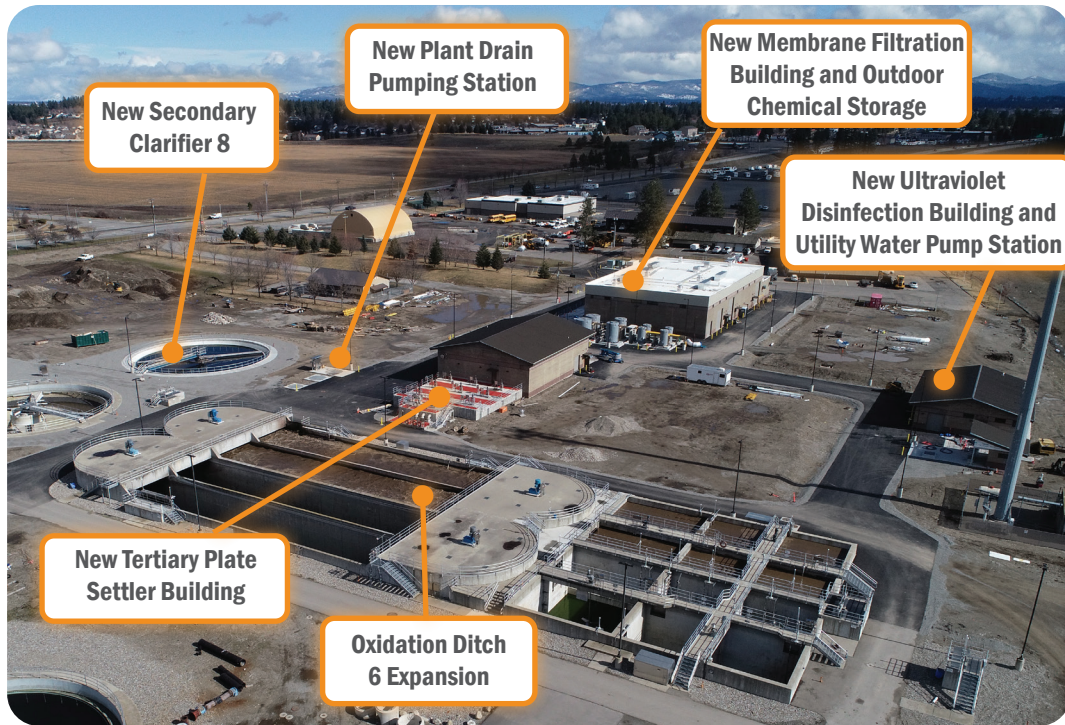 New Plant Drain
Pumping Station
New Membrane Filtration
Building and Outdoor
Chemical Storage
New Secondary
Clarifier 8
New Ultraviolet
Disinfection Building and
Utility Water Pump Station
New Tertiary Plate
Settler Building
Oxidation Ditch
6 Expansion